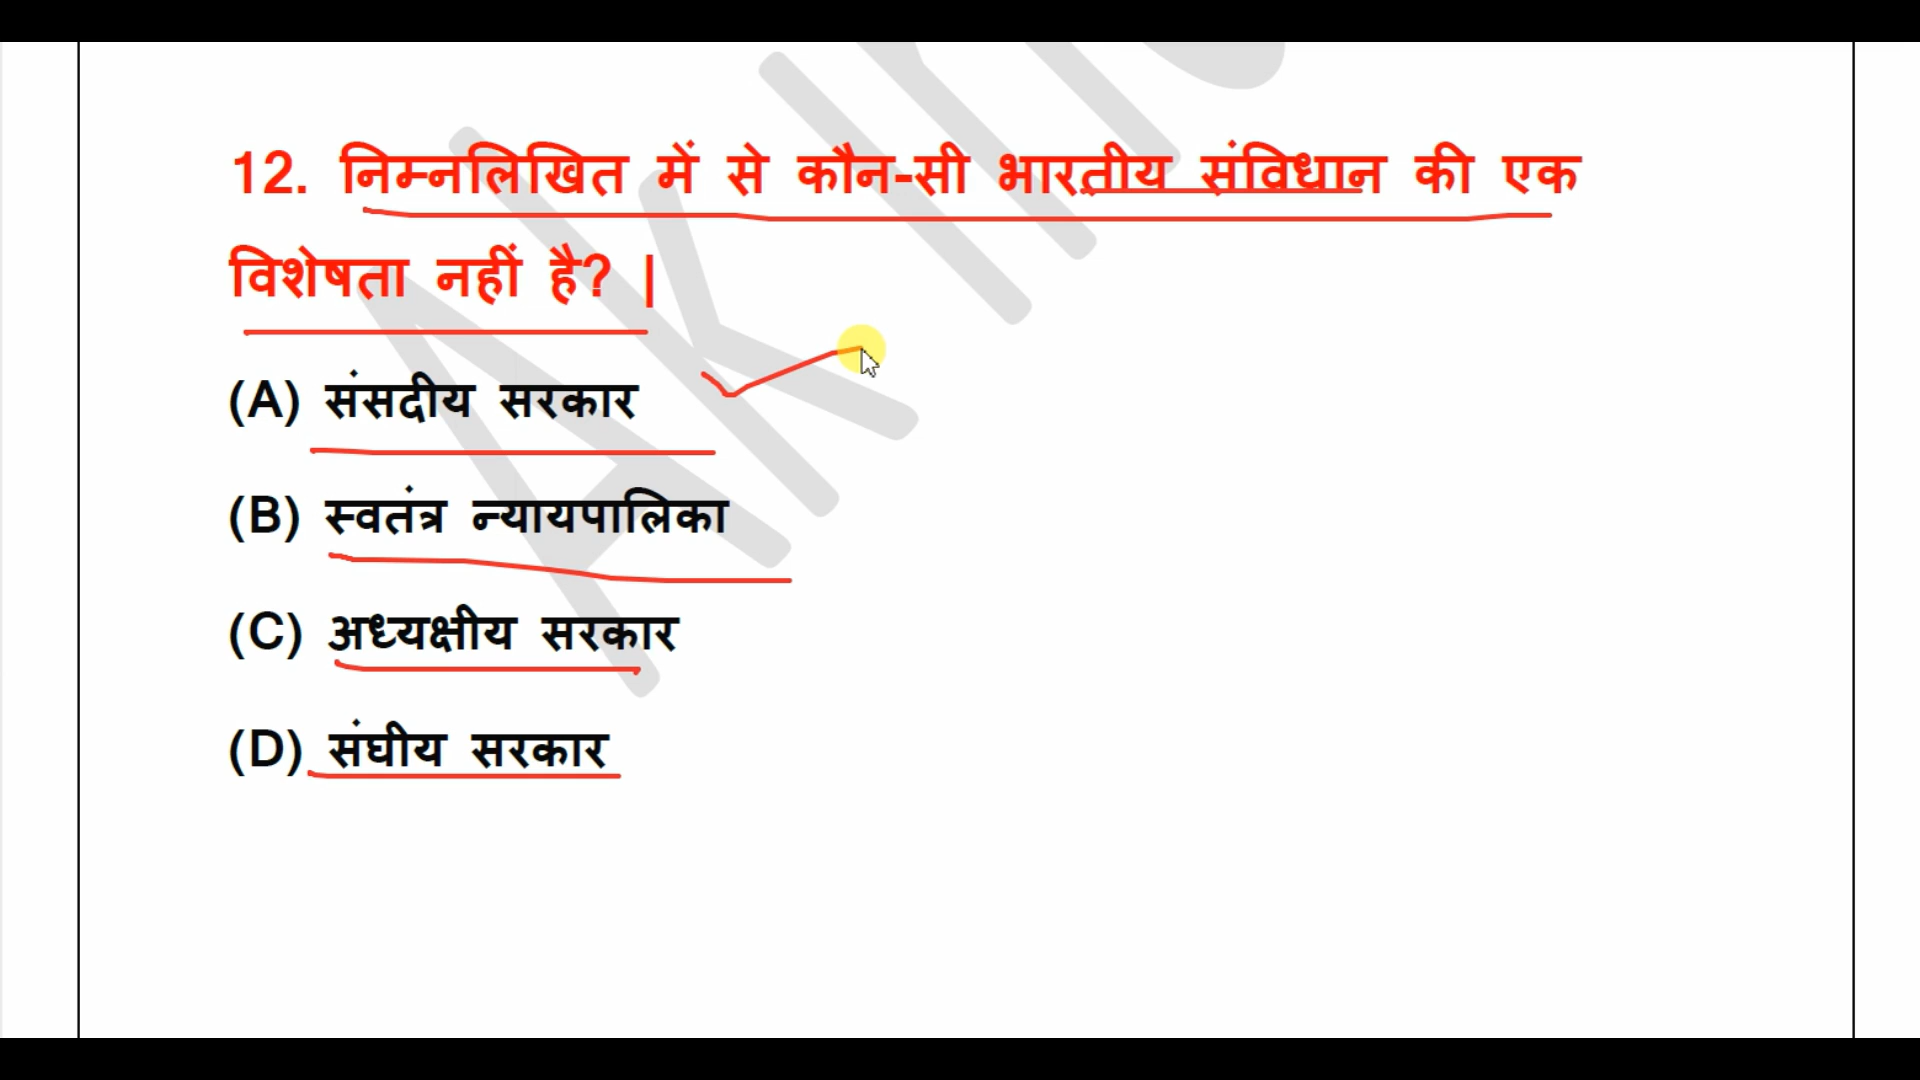 12. निम्नलिखित में से कौन-सी भारतीय संविधान की एक
विशेषता नहीं है? |
(A) संसदीय सरकार
(B) स्वतंत्र न्यायपालिका
(C) अध्यक्षीय सरकार
(D) संघीय सरकार